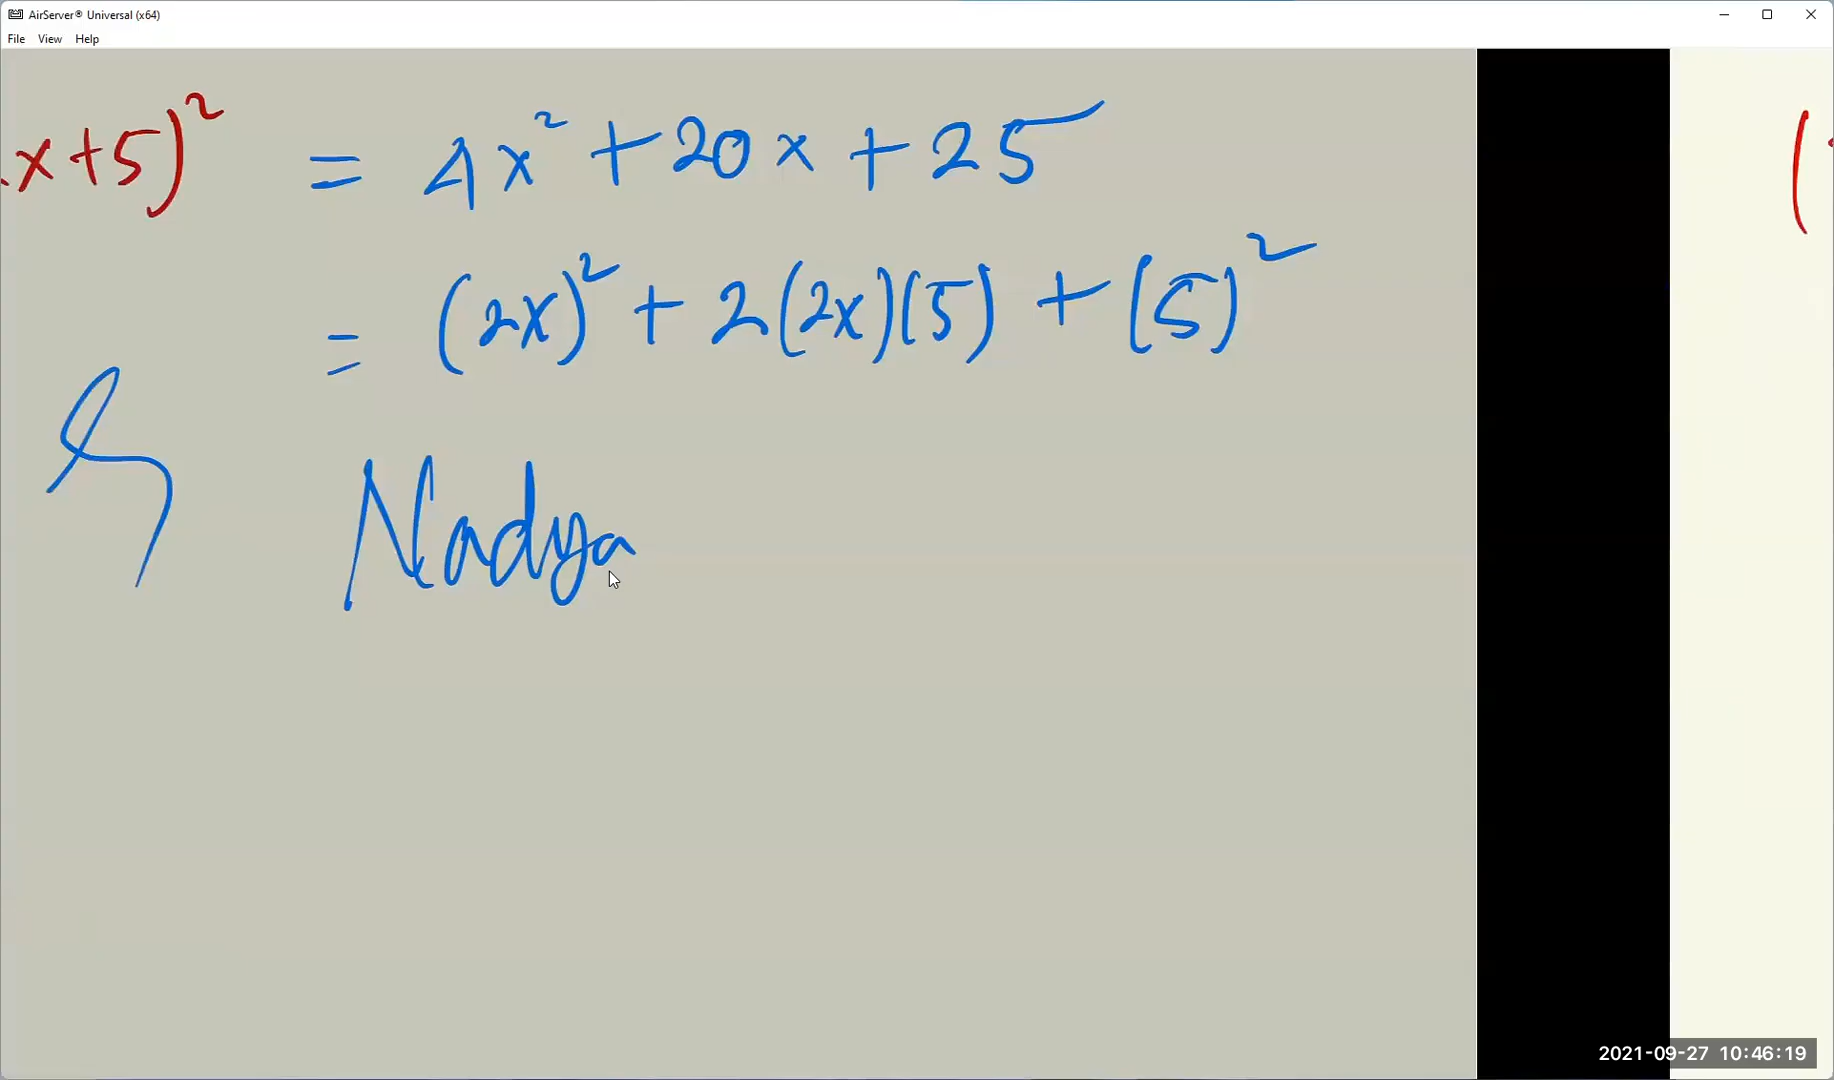 AirServer® Universal (x64)
File View Help
x+5)² = 4x² + 20x + 25
= (2x)² + 2(2x)(5) + (5)²
Nadya
(
2021-09-27 10:46:19